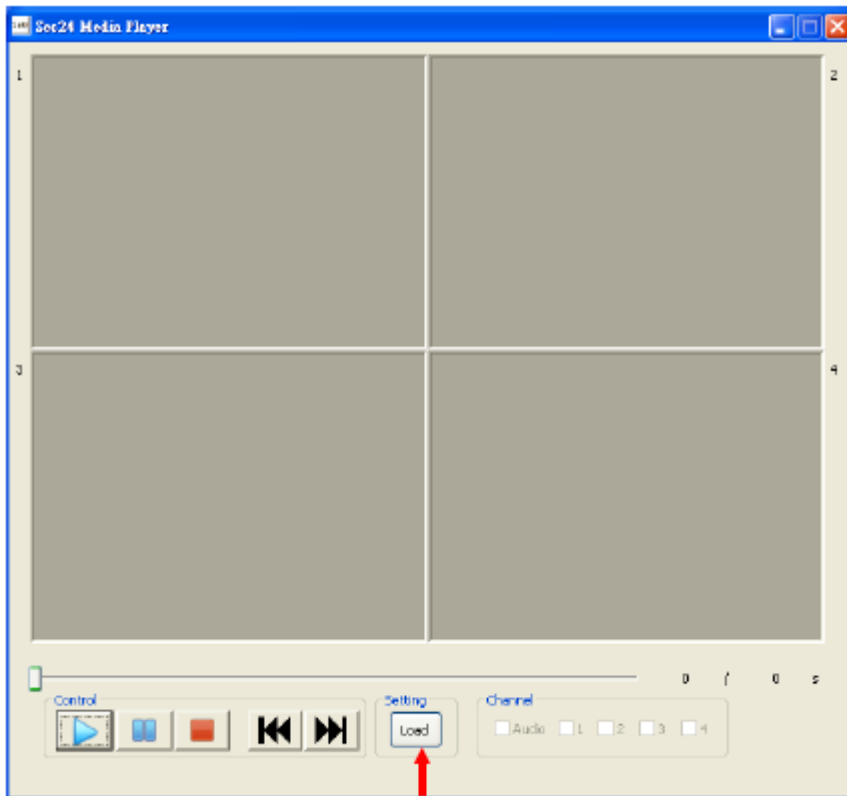 Sec24 Media Player
1
2
3
4
0 / 0 s
Control
Setting
Channel
Load
Audio 1 2 3 4